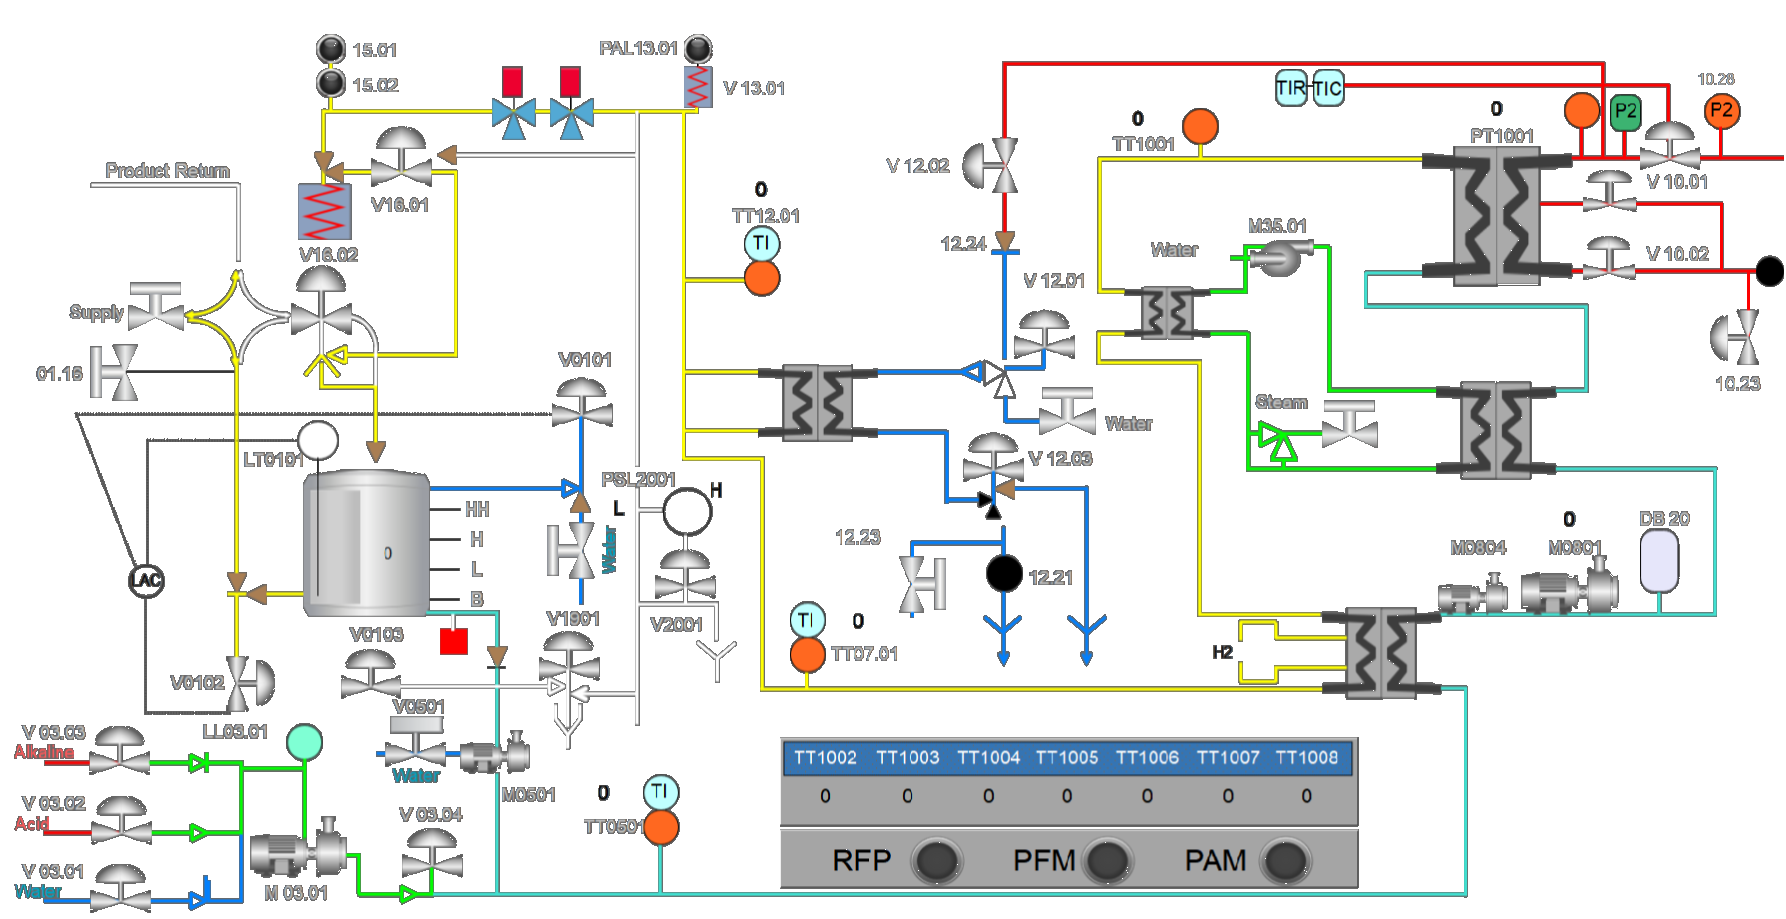 15.01
15.02
PAL13.01
V 13.01
10.28
TIR
TIC
P2
P2
0
PT1001
0
TT1001
V 12.02
V 10.01
Product Return
V16.01
0
TT12.01
TI
12.24
Water
M35.01
V 10.02
V16.02
V 12.01
Supply
01.15
V0101
10.23
Steam
Water
LT0101
V 12.03
PSL2001
H
L
HH
H
L
B
0
Water
12.23
12.21
LAC
0
DB 20
M0804
M0801
V0103
V1901
V2001
TI
0
TT07.01
H2
V0102
V0501
LL03.01
V 03.03
Alkaline
Water
M0501
V 03.02
Acid
V 03.04
0
TI
TT0501
V 03.01
Water
M 03.01
TT1002 TT1003 TT1004 TT1005 TT1006 TT1007 TT1008
0 0 0 0 0 0 0
RFP PFM PAM